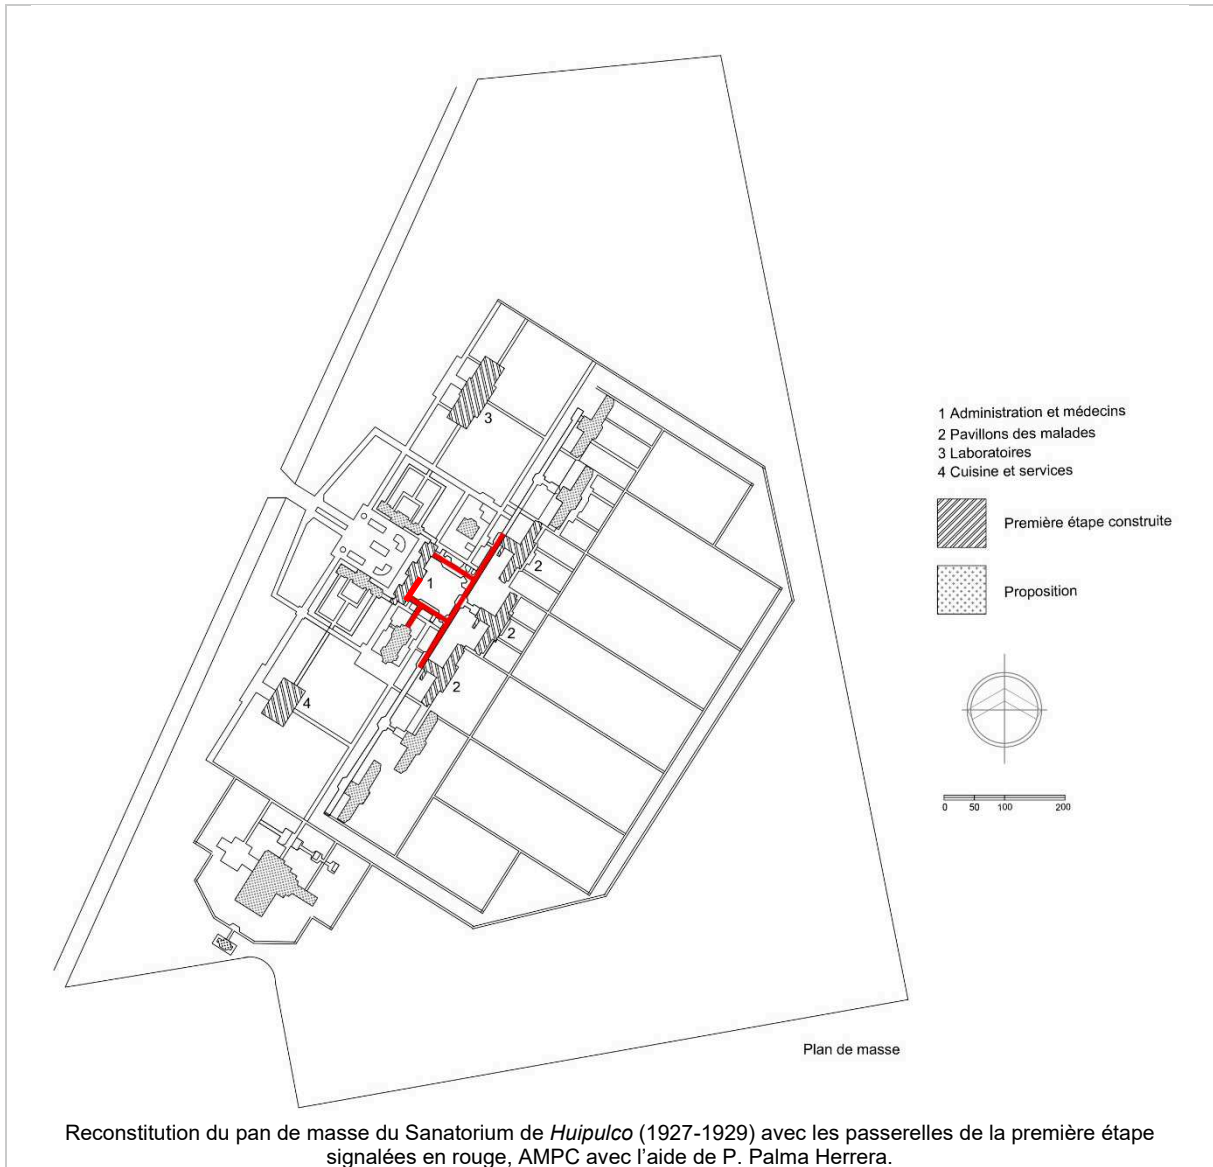 1 Administration et médecins
2 Pavillons des malades
3 Laboratoires
4 Cuisine et services
Première étape construite
Proposition
0 50 100 200
3
2
1
2
2
4
Plan de masse
Reconstitution du pan de masse du Sanatorium de Huipulco (1927-1929) avec les passerelles de la première étape
signalées en rouge, AMPC avec l'aide de P. Palma Herrera.